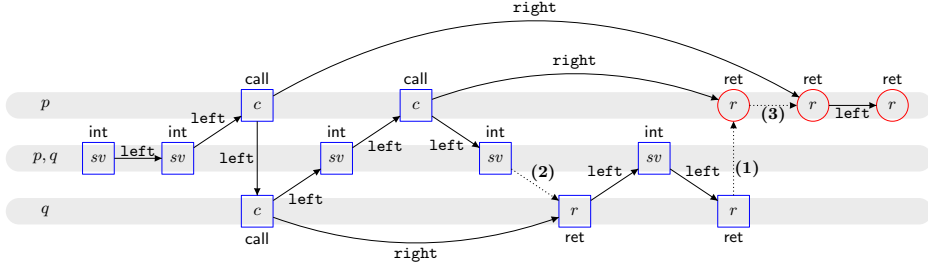 right
call call right ret ret ret
p c c r r r
left (3) left
int int int int int
left left left
p, q sv sv sv sv sv
left left (2) left left (1)
left
q c r r
call right ret ret